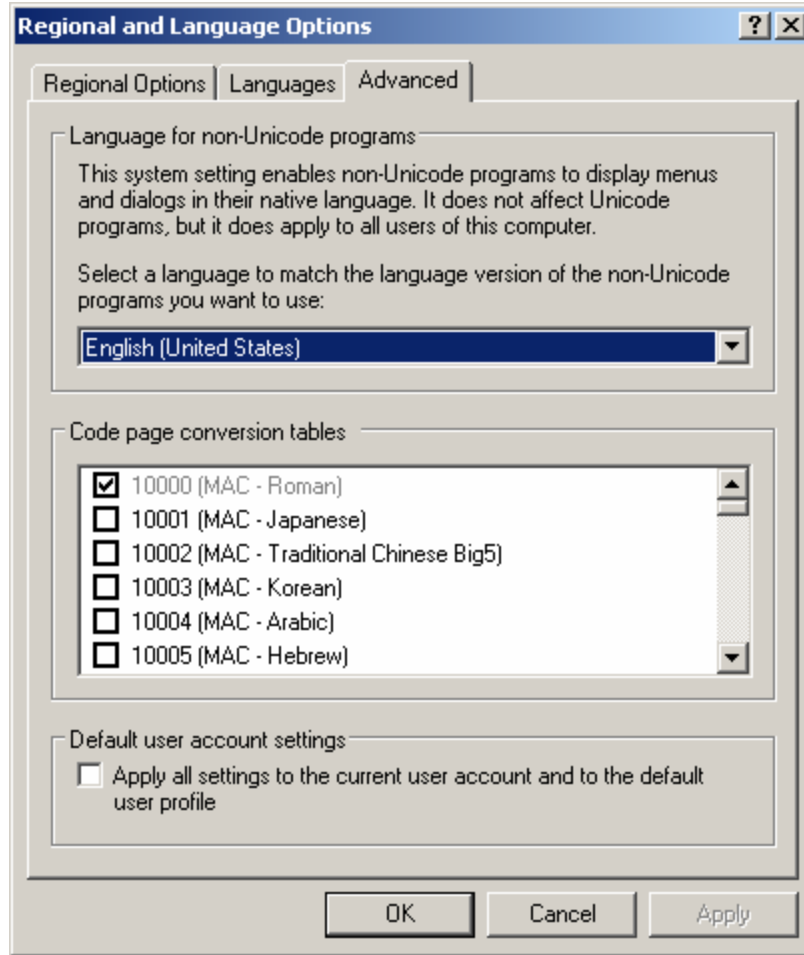 Regional and Language Options
Regional Options Languages Advanced
Language for non-Unicode programs
This system setting enables non-Unicode programs to display menus
and dialogs in their native language. It does not affect Unicode
programs, but it does apply to all users of this computer.
Select a language to match the language version of the non-Unicode
programs you want to use:
English (United States)
Code page conversion tables
10000 (MAC - Roman)
10001 (MAC - Japanese)
10002 (MAC - Traditional Chinese Big5)
10003 (MAC - Korean)
10004 (MAC - Arabic)
10005 (MAC - Hebrew)
Default user account settings
Apply all settings to the current user account and to the default
user profile
OK Cancel Apply